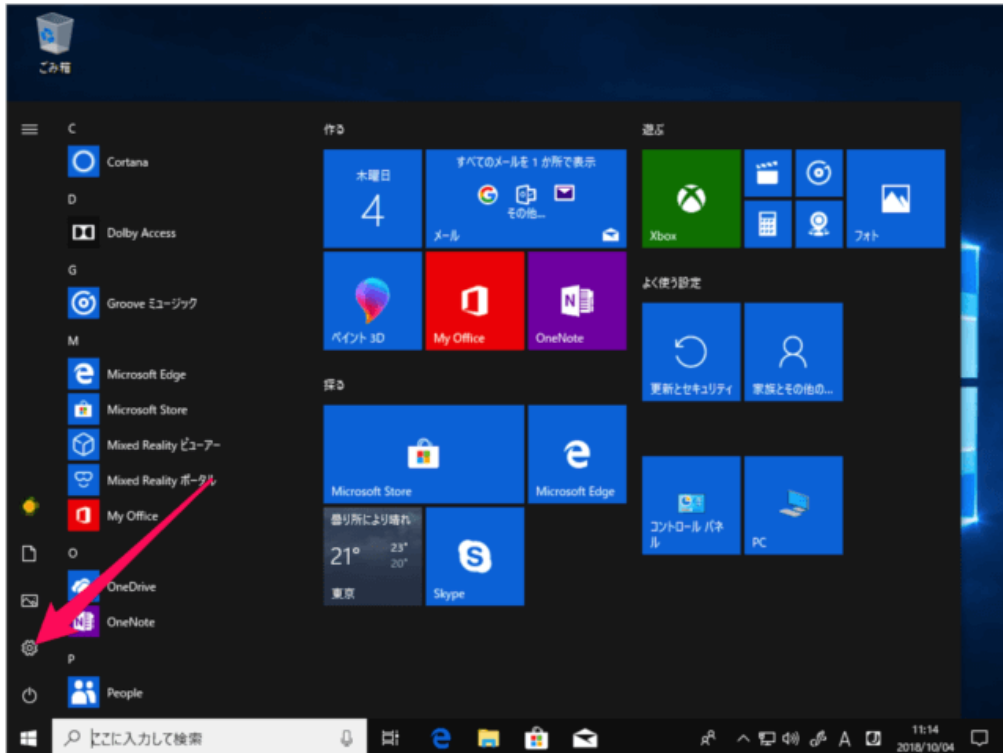 ごみ箱
C
Cortana
D
Dolby Access
G
Groove ミュージック
M
Microsoft Edge
Microsoft Store
Mixed Reality ビューアー
Mixed Reality ポータル
My Office
O
OneDrive
OneNote
P
People
作る
木曜日
4
すべてのメールを 1 か所で表示
その他...
メール
ペイント 3D
My Office
OneNote
探る
Microsoft Store
Microsoft Edge
曇り所により晴れ
21° 23°
20°
東京
Skype
遊ぶ
Xbox
フォト
よく使う設定
更新とセキュリティ
家族とその他の...
コントロール パネ
ル
PC
ここに入力して検索
A
11:14
2018/10/04